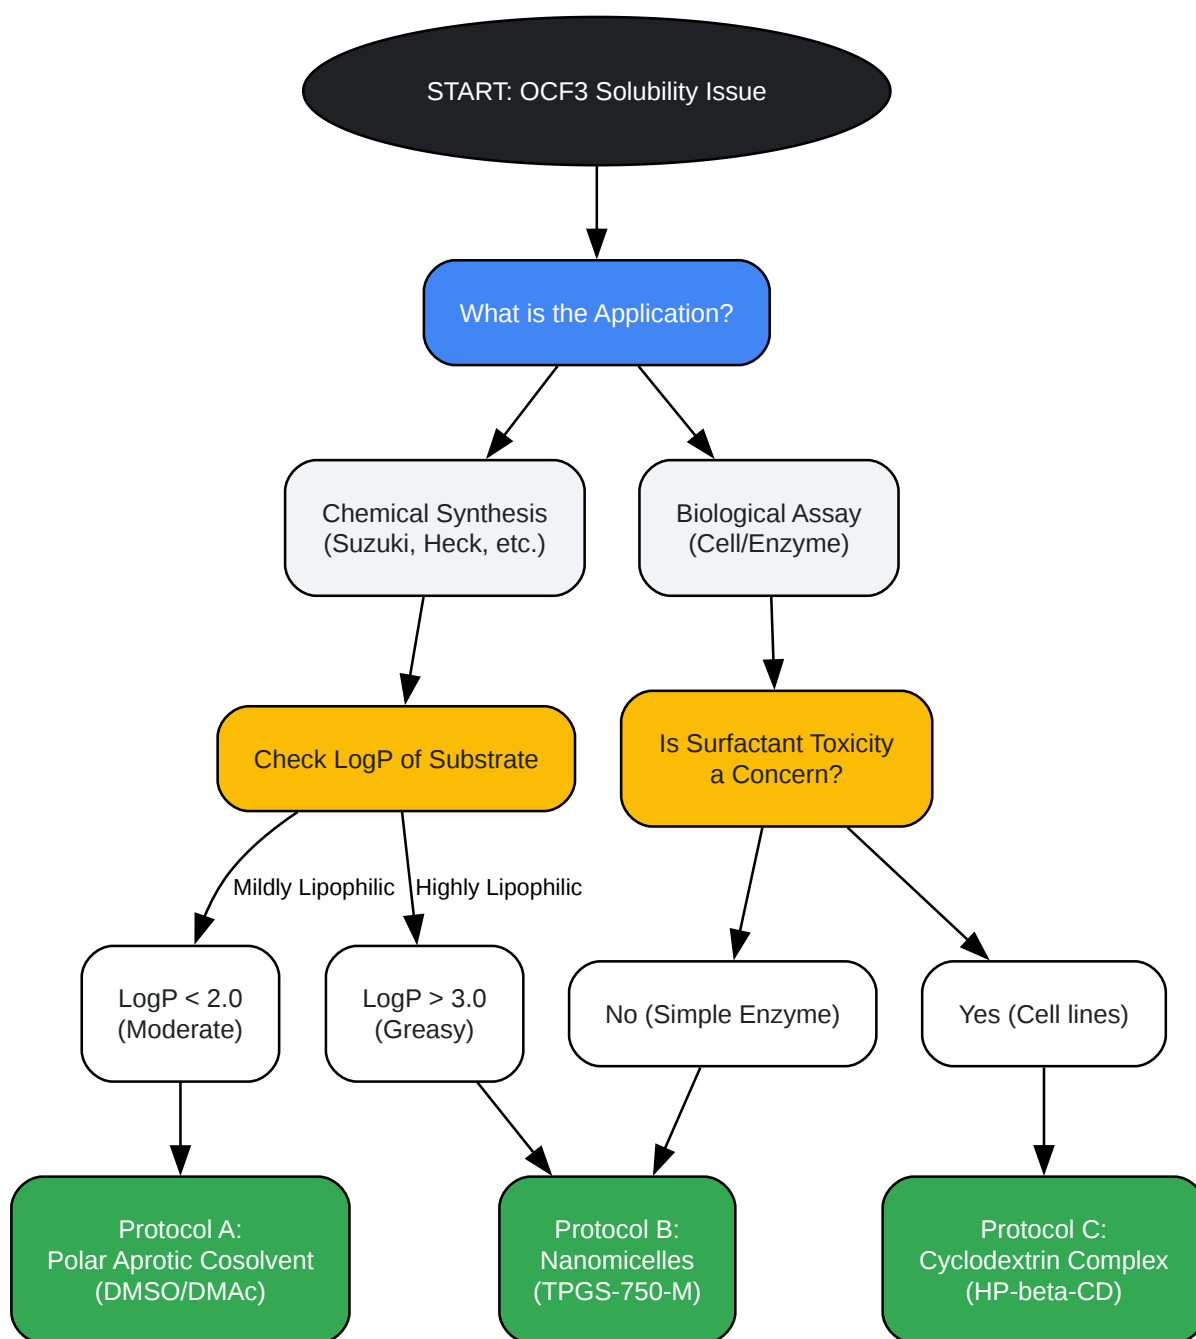 START: OCF3 Solubility Issue
What is the Application?
Chemical Synthesis
(Suzuki, Heck, etc.)
Biological Assay
(Cell/Enzyme)
Check LogP of Substrate
Is Surfactant Toxicity
a Concern?
Mildly Lipophilic
Highly Lipophilic
LogP < 2.0
(Moderate)
LogP > 3.0
(Greasy)
No (Simple Enzyme)
Yes (Cell lines)
Protocol A:
Polar Aprotic Cosolvent
(DMSO/DMAc)
Protocol B:
Nanomicelles
(TPGS-750-M)
Protocol C:
Cyclodextrin Complex
(HP-beta-CD)